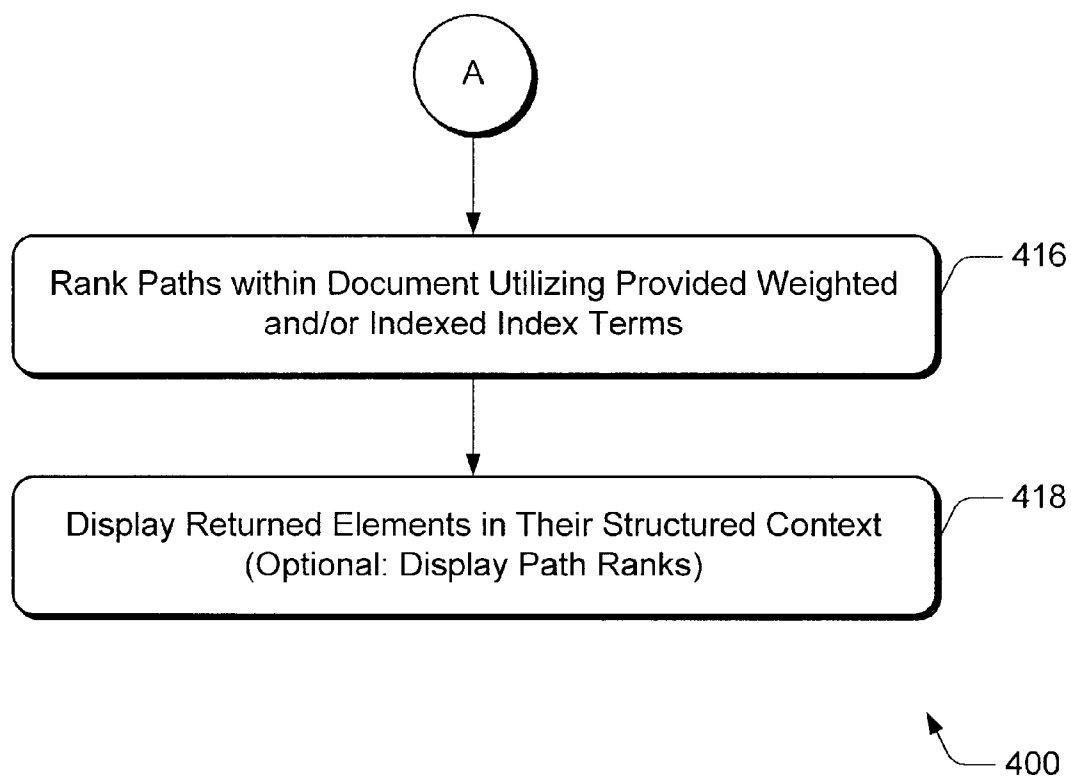 A
Rank Paths within Document Utilizing Provided Weighted
and/or Indexed Index Terms
416
Display Returned Elements in Their Structured Context
(Optional: Display Path Ranks)
418
400